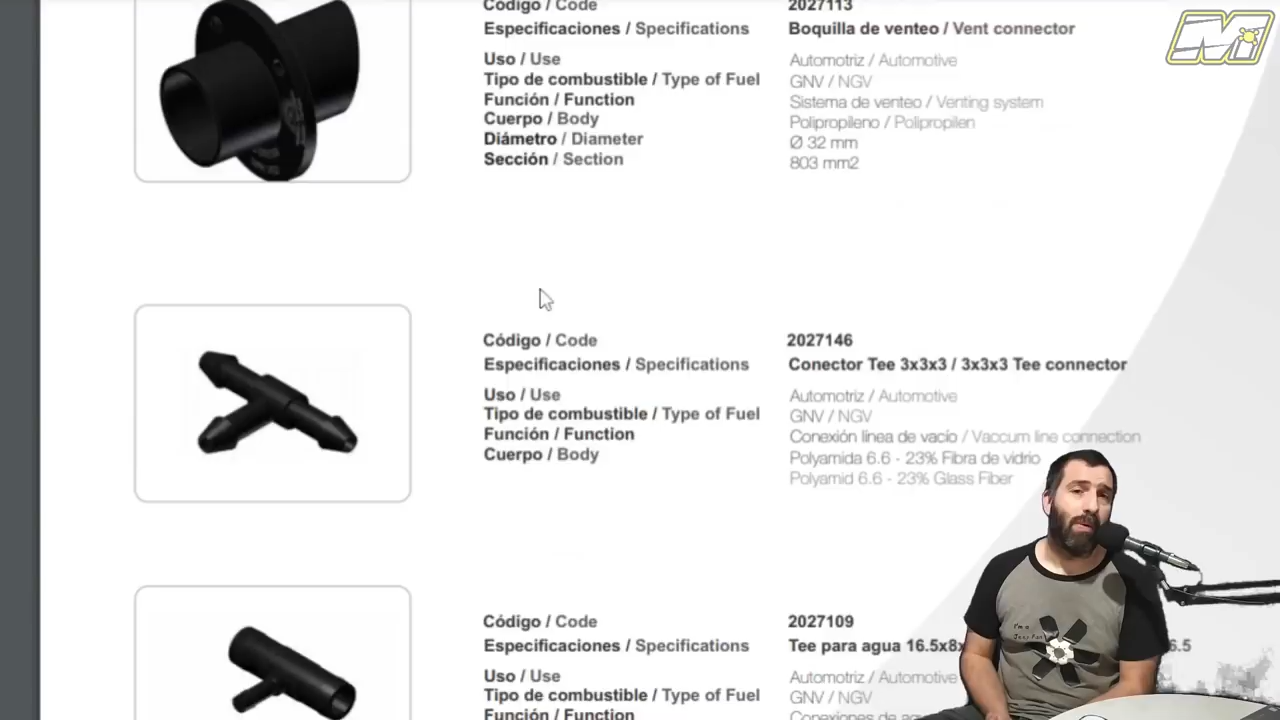 Código / Code 2027113
Especificaciones / Specifications Boquilla de venteo / Vent connector
Uso / Use Automotriz / Automotive
Tipo de combustible / Type of Fuel GNV / NGV
Función / Function Sistema de venteo / Venting system
Cuerpo / Body Polipropileno / Polipropilen
Diámetro / Diameter Ø 32 mm
Sección / Section 803 mm2
Código / Code 2027146
Especificaciones / Specifications Conector Tee 3x3x3 / 3x3x3 Tee connector
Uso / Use Automotriz / Automotive
Tipo de combustible / Type of Fuel GNV / NGV
Función / Function Conexión línea de vacío / Vaccum line connection
Cuerpo / Body Polyamida 6.6 - 23% Fibra de vidrio
Polyamid 6.6 - 23% Glass Fiber
Código / Code 2027109
Especificaciones / Specifications Tee para agua 16.5x8x 6.5
Uso / Use Automotriz / Automotive
Tipo de combustible / Type of Fuel GNV / NGV
Función / Function Conexiones de
I'm a